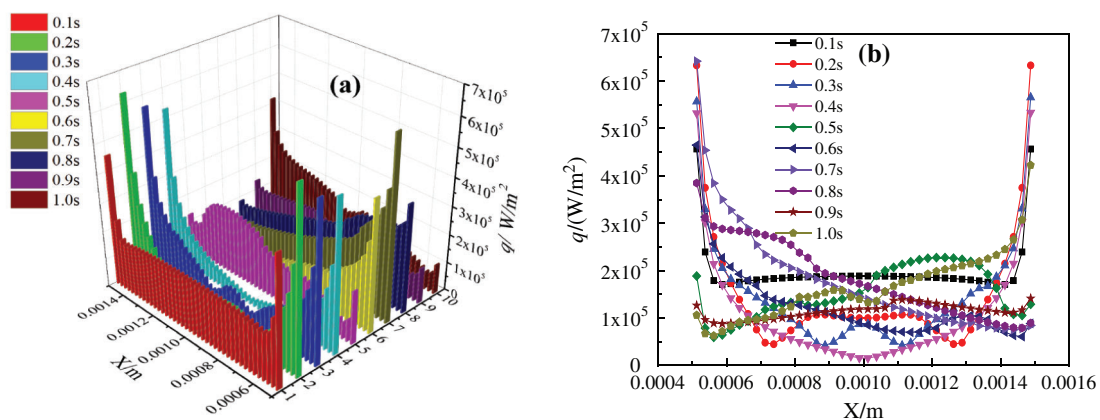 0.1s
0.2s
0.3s
0.4s
0.5s
0.6s
0.7s
0.8s
0.9s
1.0s
(a)
7x10⁵
6x10⁵
5x10⁵
4x10⁵
3x10⁵
2x10⁵
1x10⁵
0
q/ W/m²
0.0014
0.0012
0.0010
0.0008
0.0006
X/m
1
2
3
4
5
6
7
8
9
10
(b)
7x10⁵
6x10⁵
5x10⁵
4x10⁵
3x10⁵
2x10⁵
1x10⁵
0
q/(W/m²)
0.1s
0.2s
0.3s
0.4s
0.5s
0.6s
0.7s
0.8s
0.9s
1.0s
0.0004 0.0006 0.0008 0.0010 0.0012 0.0014 0.0016
X/m